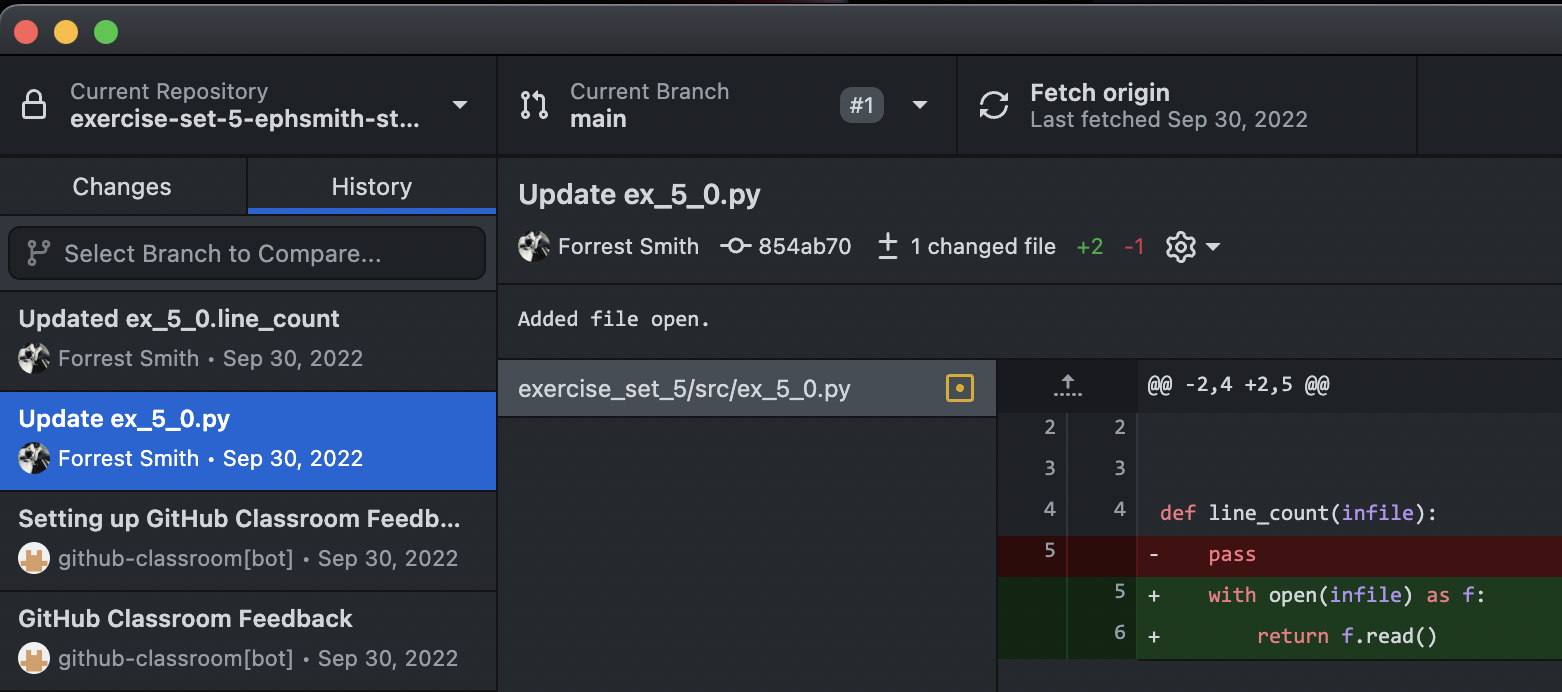 Current Repository
exercise-set-5-ephsmith-st...
Current Branch
main
#1
Fetch origin
Last fetched Sep 30, 2022
Changes
History
Select Branch to Compare...
Updated ex_5_0.line_count
Forrest Smith • Sep 30, 2022
Update ex_5_0.py
Forrest Smith • Sep 30, 2022
Setting up GitHub Classroom Feedb...
github-classroom[bot] • Sep 30, 2022
GitHub Classroom Feedback
github-classroom[bot] • Sep 30, 2022
Update ex_5_0.py
Forrest Smith 854ab70 1 changed file +2 -1
Added file open.
exercise_set_5/src/ex_5_0.py
@@ -2,4 +2,5 @@
2 2
3 3
4 4 def line_count(infile):
5 - pass
5 + with open(infile) as f:
6 + return f.read()